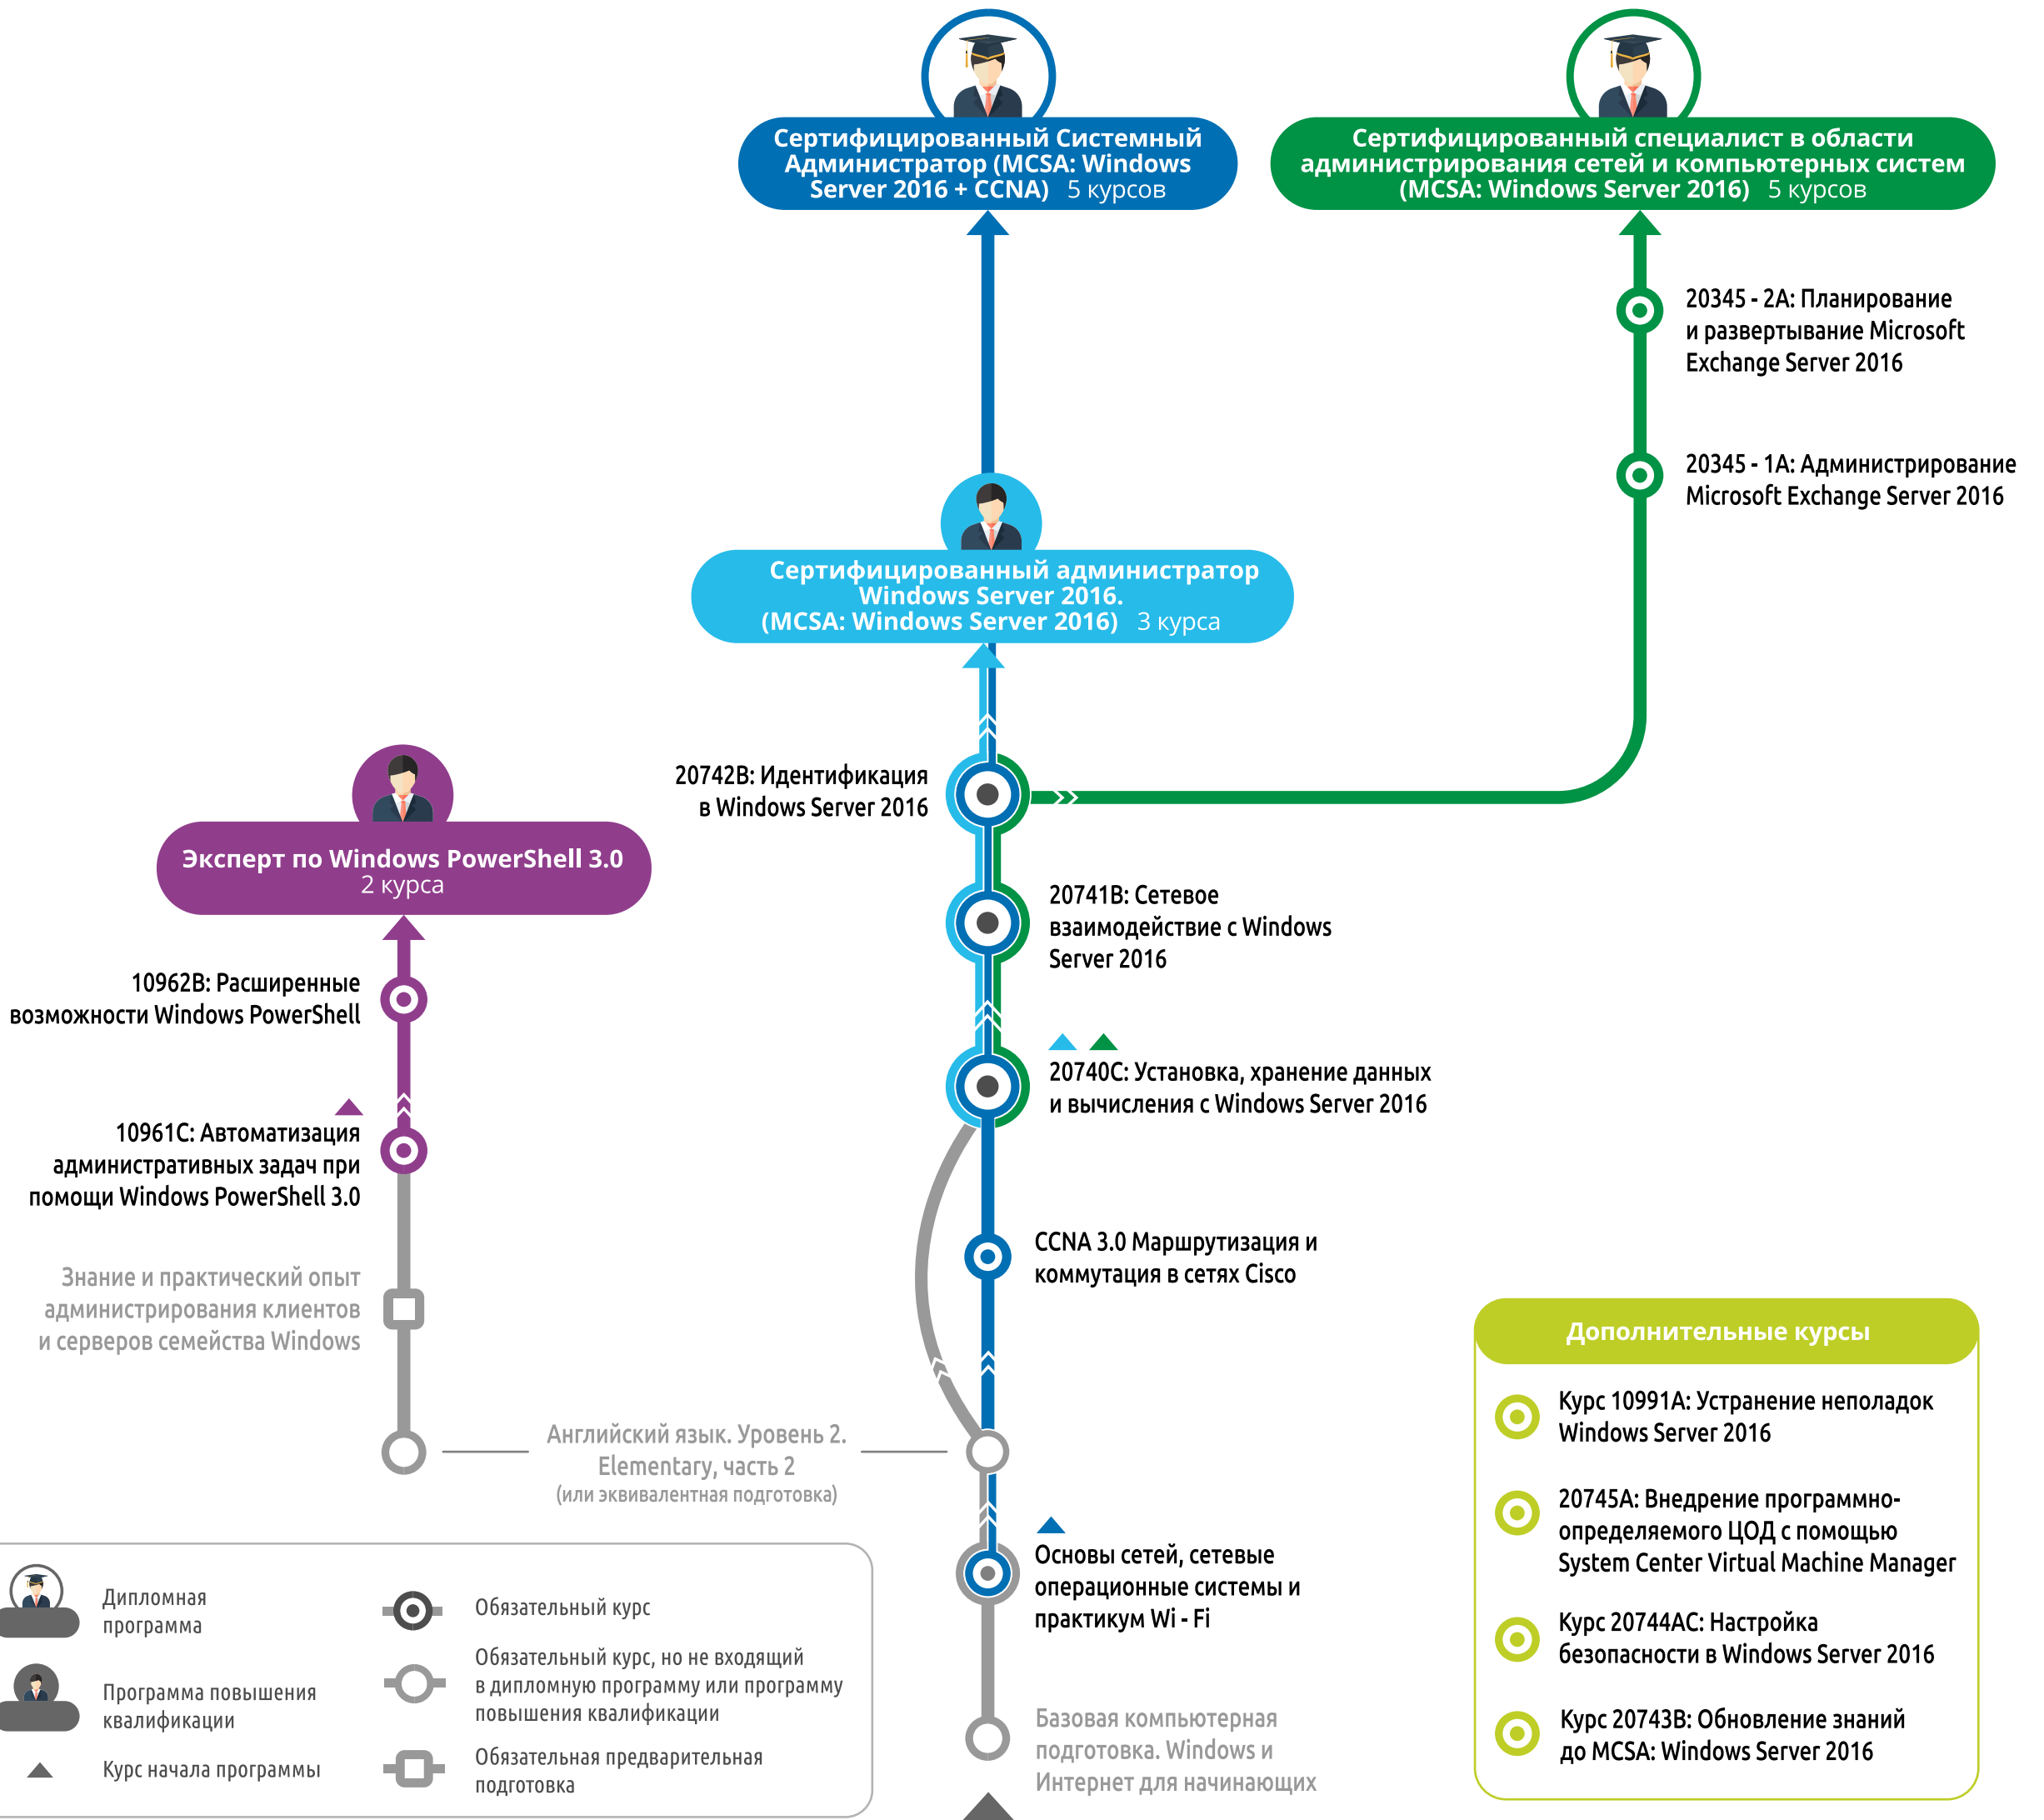 Сертифицированный Системный
Администратор (MCSA: Windows
Server 2016 + CCNA) 5 курсов
Сертифицированный специалист в области
администрирования сетей и компьютерных систем
(MCSA: Windows Server 2016) 5 курсов
20345 - 2A: Планирование
и развертывание Microsoft
Exchange Server 2016
20345 - 1A: Администрирование
Microsoft Exchange Server 2016
Сертифицированный администратор
Windows Server 2016.
(MCSA: Windows Server 2016) 3 курса
20742B: Идентификация
в Windows Server 2016
Эксперт по Windows PowerShell 3.0
2 курса
20741B: Сетевое
взаимодействие с Windows
Server 2016
10962B: Расширенные
возможности Windows PowerShell
20740C: Установка, хранение данных
и вычисления с Windows Server 2016
10961C: Автоматизация
административных задач при
помощи Windows PowerShell 3.0
CCNA 3.0 Маршрутизация и
коммутация в сетях Cisco
Знание и практический опыт
администрирования клиентов
и серверов семейства Windows
Английский язык. Уровень 2.
Elementary, часть 2
(или эквивалентная подготовка)
Основы сетей, сетевые
операционные системы и
практикум Wi - Fi
Базовая компьютерная
подготовка. Windows и
Интернет для начинающих
Дополнительные курсы
Курс 10991A: Устранение неполадок
Windows Server 2016
20745A: Внедрение программно-
определяемого ЦОД с помощью
System Center Virtual Machine Manager
Курс 20744AC: Настройка
безопасности в Windows Server 2016
Курс 20743B: Обновление знаний
до MCSA: Windows Server 2016
Дипломная
программа
Программа повышения
квалификации
Курс начала программы
Обязательный курс
Обязательный курс, но не входящий
в дипломную программу или программу
повышения квалификации
Обязательная предварительная
подготовка